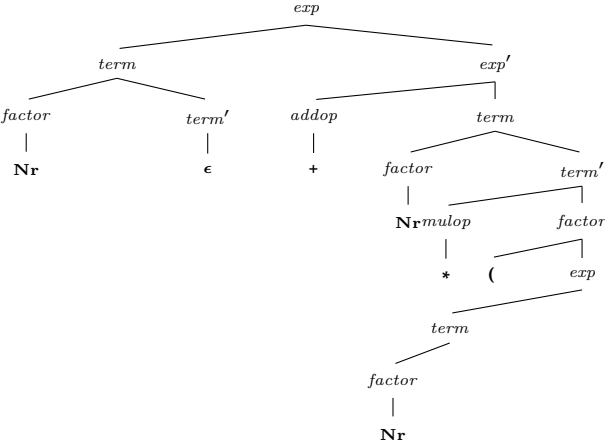 exp
term exp′
factor term′ addop term
Nr ϵ + factor term′
Nr mulop factor
* ( exp
term
factor
Nr